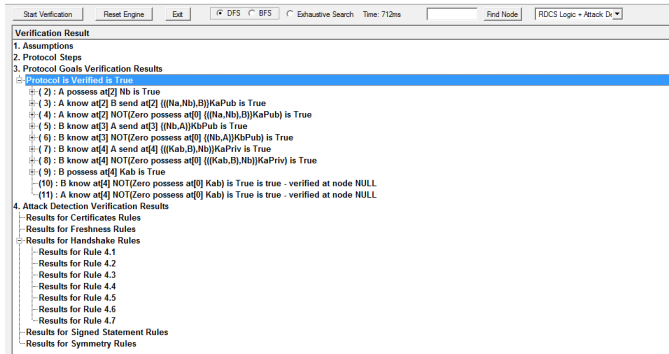 Start Verification Reset Engine Exit DFS BFS Exhaustive Search Time: 712ms Find Node RDCS Logic + Attack De
Verification Result
1. Assumptions
2. Protocol Steps
3. Protocol Goals Verification Results
Protocol is Verified is True
( 2) : A possess at[2] Nb is True
( 3) : A know at[2] B send at[2] {((Na,Nb),B)}KaPub is True
( 4) : A know at[2] NOT(Zero possess at[0] {((Na,Nb),B)}KaPub) is True
( 5) : B know at[3] A send at[3] {(Nb,A)}KbPub is True
( 6) : B know at[3] NOT(Zero possess at[0] {(Nb,A)}KbPub) is True
( 7) : B know at[4] A send at[4] {((Kab,B),Nb)}KaPriv is True
( 8) : B know at[4] NOT(Zero possess at[0] {((Kab,B),Nb)}KaPriv) is True
( 9) : B possess at[4] Kab is True
(10) : B know at[4] NOT(Zero possess at[0] Kab) is True is true - verified at node NULL
(11) : A know at[4] NOT(Zero possess at[0] Kab) is True is true - verified at node NULL
4. Attack Detection Verification Results
Results for Certificates Rules
Results for Freshness Rules
Results for Handshake Rules
Results for Rule 4.1
Results for Rule 4.2
Results for Rule 4.3
Results for Rule 4.4
Results for Rule 4.5
Results for Rule 4.6
Results for Rule 4.7
Results for Signed Statement Rules
Results for Symmetry Rules